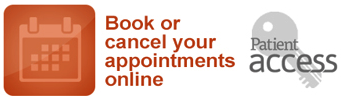 Book or
cancel your
appointments
online
Patient
access